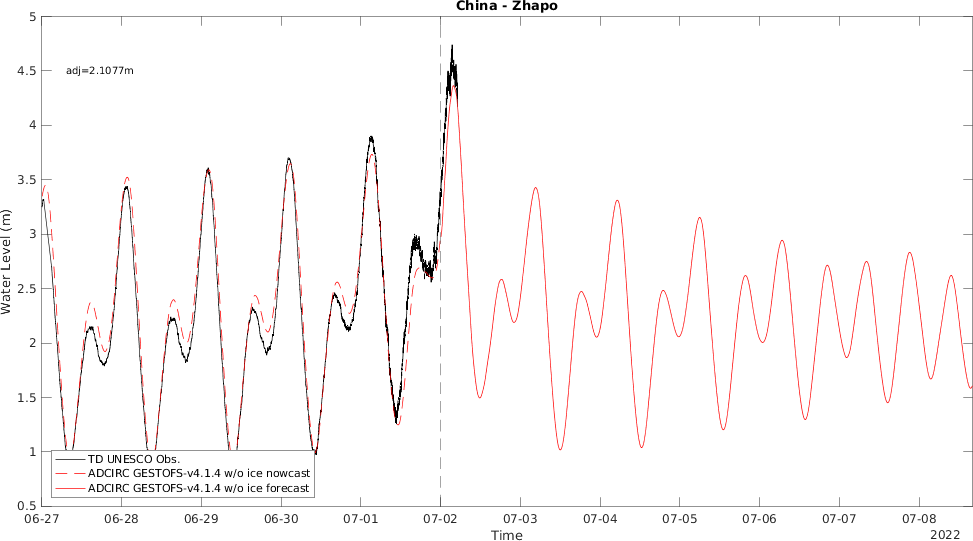 China - Zhapo
5
4.5
4
3.5
3
2.5
2
1.5
1
0.5
Water Level (m)
adj=2.1077m
TD UNESCO Obs.
ADCIRC GESTOFS-v4.1.4 w/o ice nowcast
ADCIRC GESTOFS-v4.1.4 w/o ice forecast
06-27 06-28 06-29 06-30 07-01 07-02 07-03 07-04 07-05 07-06 07-07 07-08
Time
2022